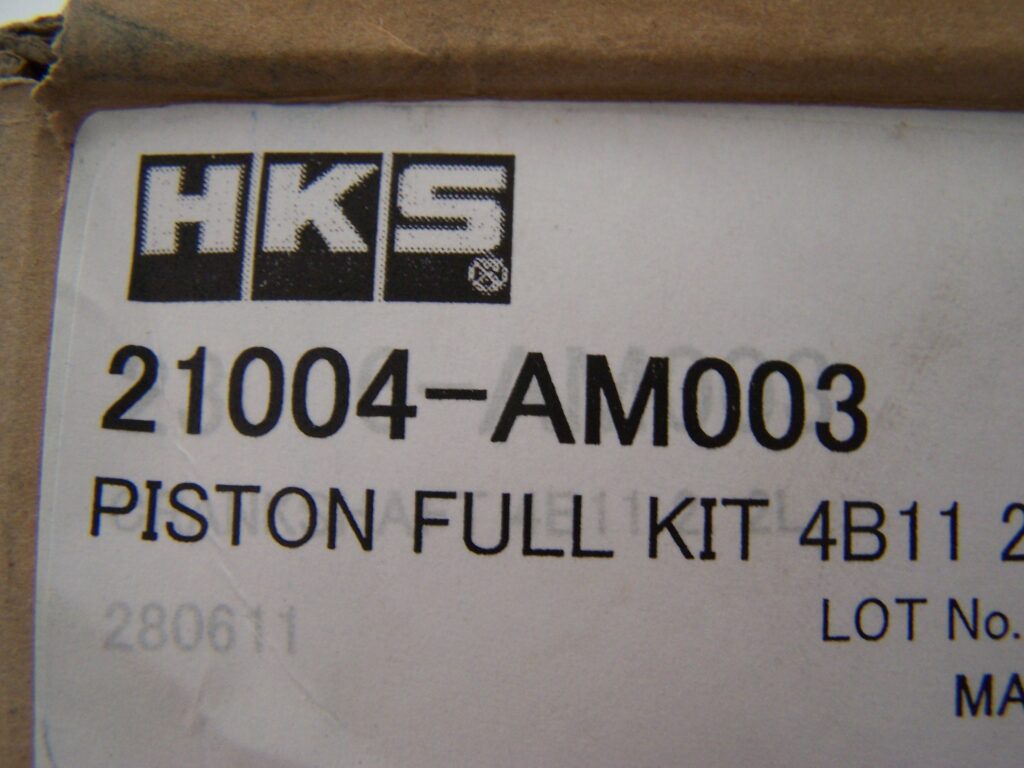 HKS
21004-AM003
PISTON FULL KIT 4B11 2
280611
LOT No.
MA